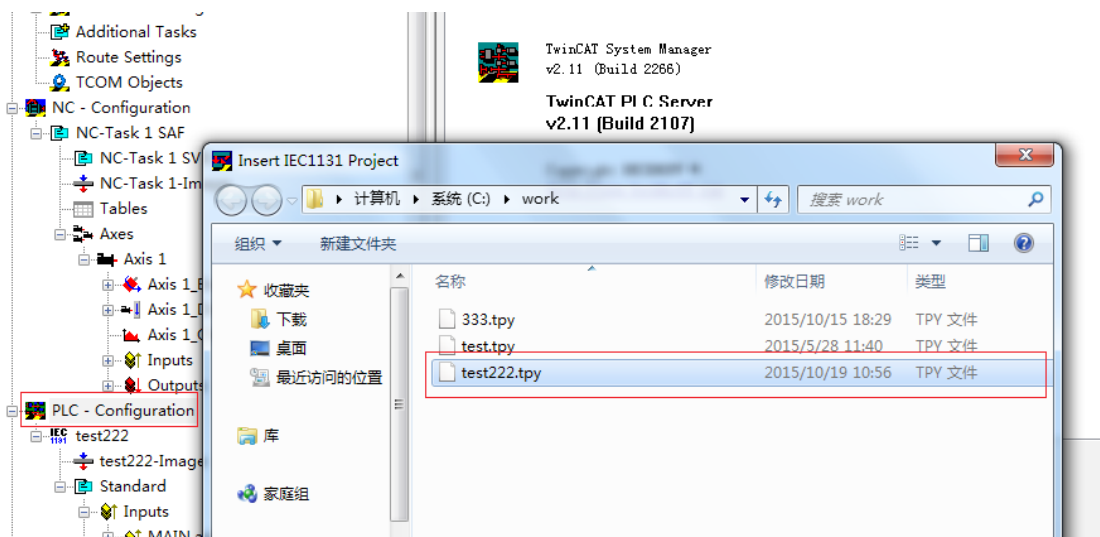 Additional Tasks
Route Settings
TCOM Objects
NC - Configuration
NC-Task 1 SAF
NC-Task 1 SV
NC-Task 1-Im
Tables
Axes
Axis 1
Axis 1_E
Axis 1_D
Axis 1_C
Inputs
Outputs
PLC - Configuration
IEC 1131 test222
test222-Image
Standard
Inputs
MAIN
TwinCAT System Manager
v2.11 (Build 2266)
TwinCAT PLC Server
v2.11 (Build 2107)
Insert IEC1131 Project
计算机 系统 (C:) work
搜索 work
组织 新建文件夹
收藏夹
下载
桌面
最近访问的位置
库
家庭组
名称 修改日期 类型
333.tpy 2015/10/15 18:29 TPY 文件
test.tpy 2015/5/28 11:40 TPY 文件
test222.tpy 2015/10/19 10:56 TPY 文件